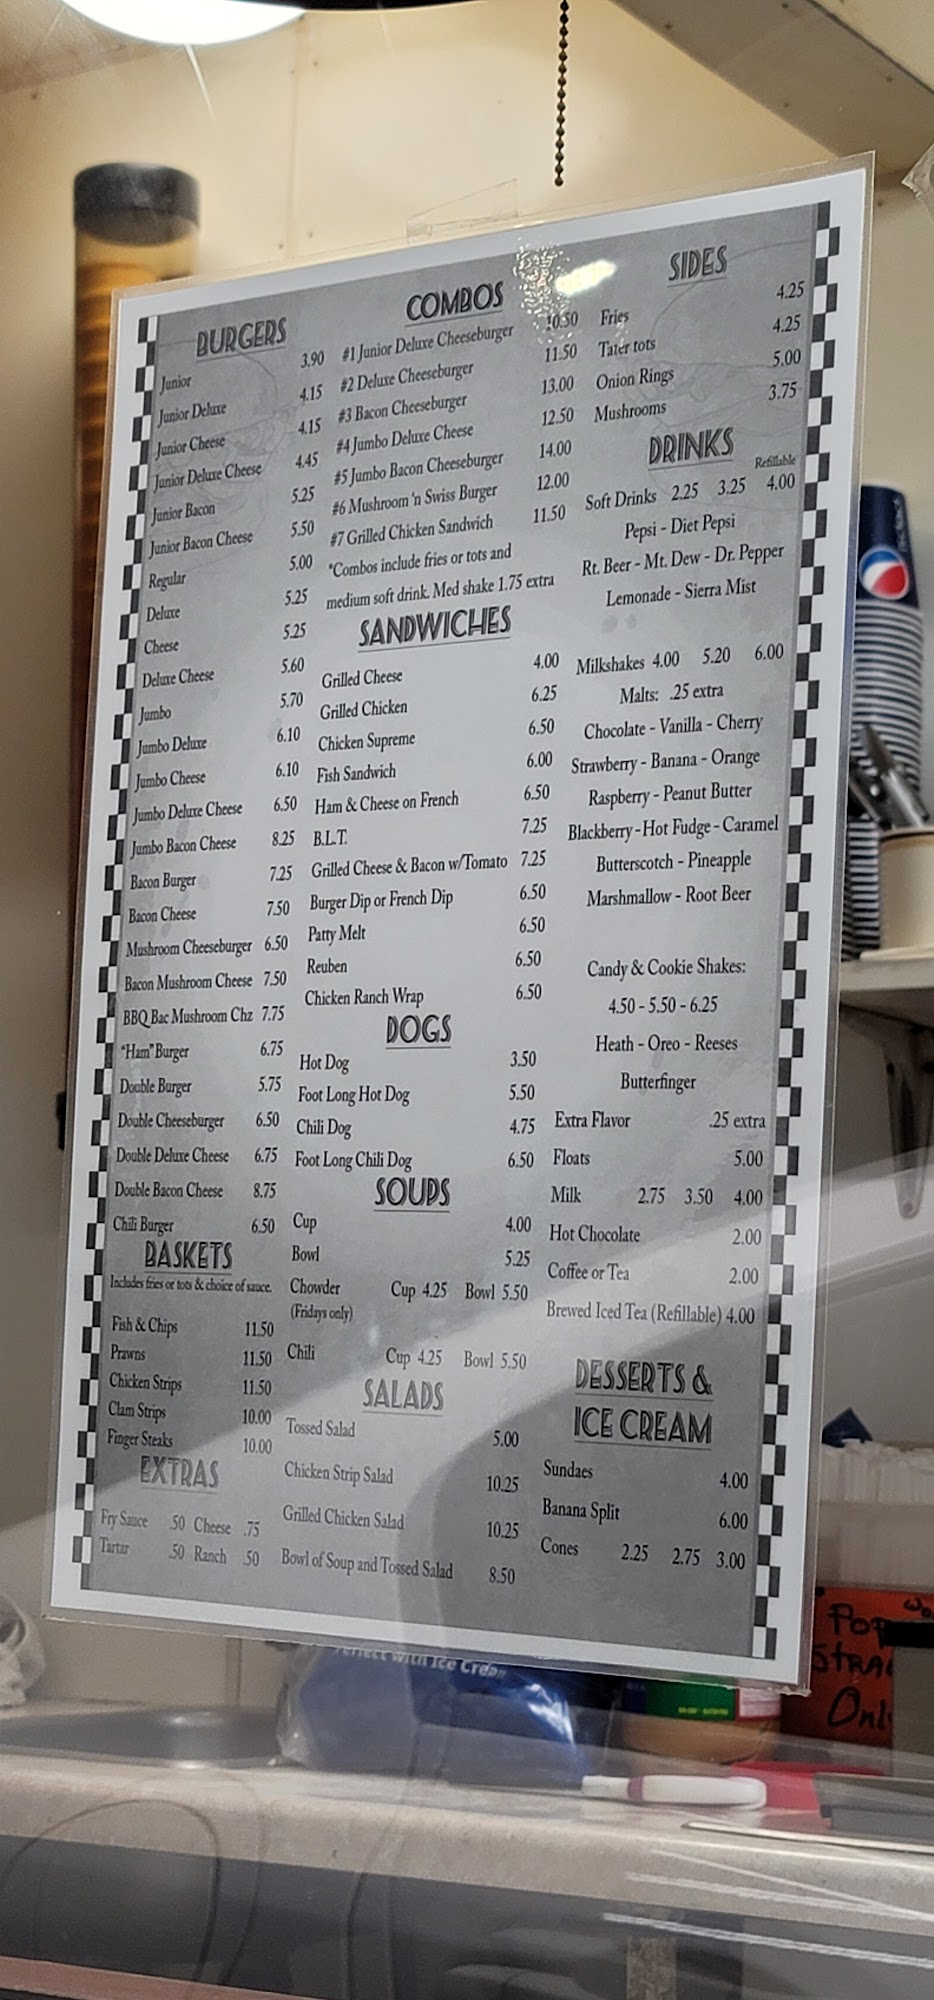 BURGERS
Junior 3.90
Junior Deluxe 4.15
Junior Cheese 4.15
Junior Deluxe Cheese 4.45
Junior Bacon 5.25
Junior Bacon Cheese 5.50
Regular 5.00
Deluxe 5.25
Cheese 5.25
Deluxe Cheese 5.60
Jumbo 5.70
Jumbo Deluxe 6.10
Jumbo Cheese 6.10
Jumbo Deluxe Cheese 6.50
Jumbo Bacon Cheese 8.25
Bacon Burger 7.25
Bacon Cheese 7.50
Mushroom Cheeseburger 6.50
Bacon Mushroom Cheese 7.50
BBQ Bac Mushroom Chz 7.75
"Ham" Burger 6.75
Double Burger 5.75
Double Cheeseburger 6.50
Double Deluxe Cheese 6.75
Double Bacon Cheese 8.75
Chili Burger 6.50
BASKETS
Includes fries or tots & choice of sauce.
Fish & Chips 11.50
Prawns 11.50
Chicken Strips 11.50
Clam Strips 10.00
Finger Steaks 10.00
EXTRAS
Fry Sauce .50 Cheese .75
Tartar .50 Ranch .50
COMBOS
#1 Junior Deluxe Cheeseburger 10.50
#2 Deluxe Cheeseburger 11.50
#3 Bacon Cheeseburger 13.00
#4 Jumbo Deluxe Cheese 12.50
#5 Jumbo Bacon Cheeseburger 14.00
#6 Mushroom 'n Swiss Burger 12.00
#7 Grilled Chicken Sandwich 11.50
*Combos include fries or tots and
medium soft drink. Med shake 1.75 extra
SANDWICHES
Grilled Cheese 4.00
Grilled Chicken 6.25
Chicken Supreme 6.50
Fish Sandwich 6.00
Ham & Cheese on French 6.50
B.L.T. 7.25
Grilled Cheese & Bacon w/Tomato 7.25
Burger Dip or French Dip 6.50
Patty Melt 6.50
Reuben 6.50
Chicken Ranch Wrap 6.50
DOGS
Hot Dog 3.50
Foot Long Hot Dog 5.50
Chili Dog 4.75
Foot Long Chili Dog 6.50
SOUPS
Cup 4.00
Bowl 5.25
Chowder Cup 4.25 Bowl 5.50
(Fridays only)
Chili Cup 4.25 Bowl 5.50
SALADS
Tossed Salad 5.00
Chicken Strip Salad 10.25
Grilled Chicken Salad 10.25
Bowl of Soup and Tossed Salad 8.50
SIDES
Fries 4.25
Tater tots 4.25
Onion Rings 5.00
Mushrooms 3.75
DRINKS
Refillable
Soft Drinks 2.25 3.25 4.00
Pepsi - Diet Pepsi
Rt. Beer - Mt. Dew - Dr. Pepper
Lemonade - Sierra Mist
Milkshakes 4.00 5.20 6.00
Malts: .25 extra
Chocolate - Vanilla - Cherry
Strawberry - Banana - Orange
Raspberry - Peanut Butter
Blackberry - Hot Fudge - Caramel
Butterscotch - Pineapple
Marshmallow - Root Beer
Candy & Cookie Shakes:
4.50 - 5.50 - 6.25
Heath - Oreo - Reeses
Butterfinger
Extra Flavor .25 extra
Floats 5.00
Milk 2.75 3.50 4.00
Hot Chocolate 2.00
Coffee or Tea 2.00
Brewed Iced Tea (Refillable) 4.00
DESSERTS &
ICE CREAM
Sundaes 4.00
Banana Split 6.00
Cones 2.25 2.75 3.00
with Ice Cream
Only